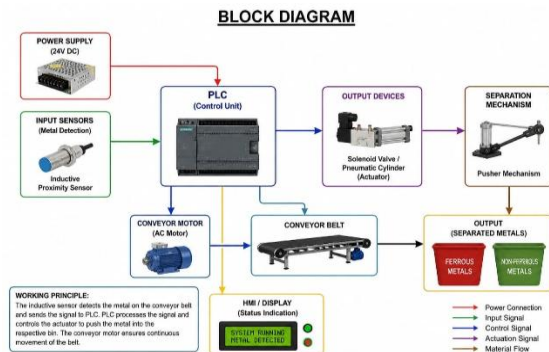 BLOCK DIAGRAM
POWER SUPPLY
(24V DC)
INPUT SENSORS
(Metal Detection)
Inductive
Proximity Sensor
PLC
(Control Unit)
OUTPUT DEVICES
Solenoid Valve /
Pneumatic Cylinder
(Actuator)
SEPARATION
MECHANISM
Pusher Mechanism
CONVEYOR MOTOR
(AC Motor)
CONVEYOR BELT
OUTPUT
(SEPARATED METALS)
FERROUS
METALS
NON-FERROUS
METALS
WORKING PRINCIPLE:
The inductive sensor detects the metal on the conveyor belt
and sends the signal to PLC. PLC processes the signal and
controls the actuator to push the metal into the
respective bin. The conveyor motor ensures continuous
movement of the belt.
HMI / DISPLAY
(Status Indication)
SYSTEM RUNNING
METAL DETECTED
Power Connection
Input Signal
Control Signal
Actuation Signal
Material Flow